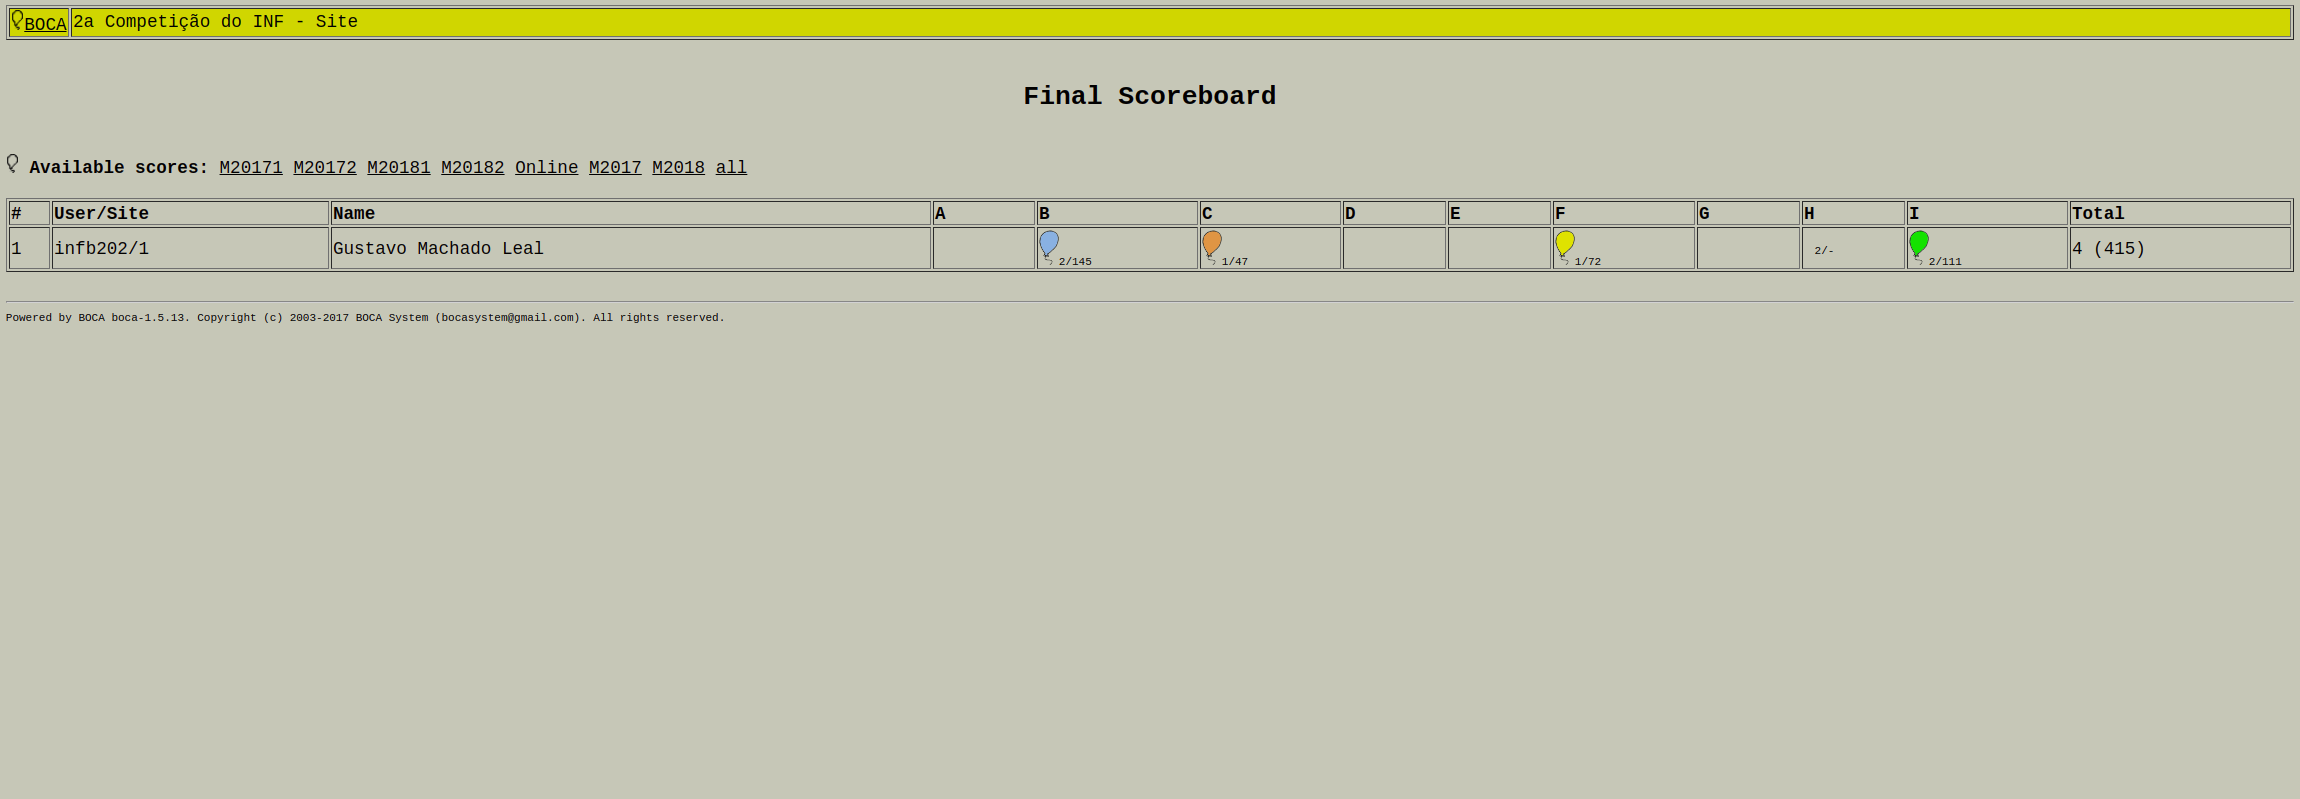 BOCA 2a Competição do INF - Site
Final Scoreboard
Available scores: M20171 M20172 M20181 M20182 Online M2017 M2018 all
# User/Site Name A B C D E F G H I Total
1 infb202/1 Gustavo Machado Leal 2/145 1/47 1/72 2/- 2/111 4 (415)
Powered by BOCA boca-1.5.13. Copyright (c) 2003-2017 BOCA System (bocasystem@gmail.com). All rights reserved.